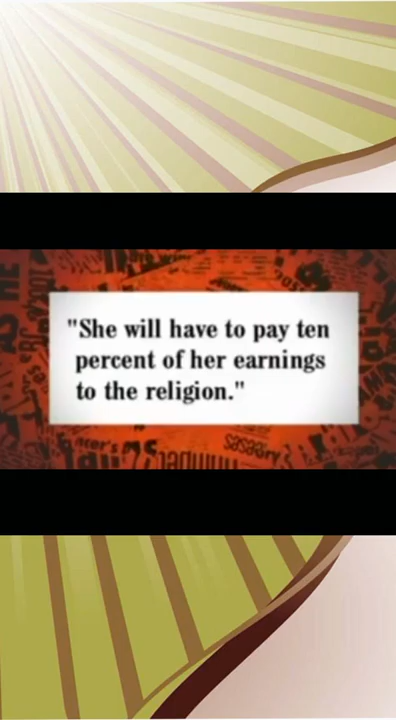 "She will have to pay ten
percent of her earnings
to the religion."